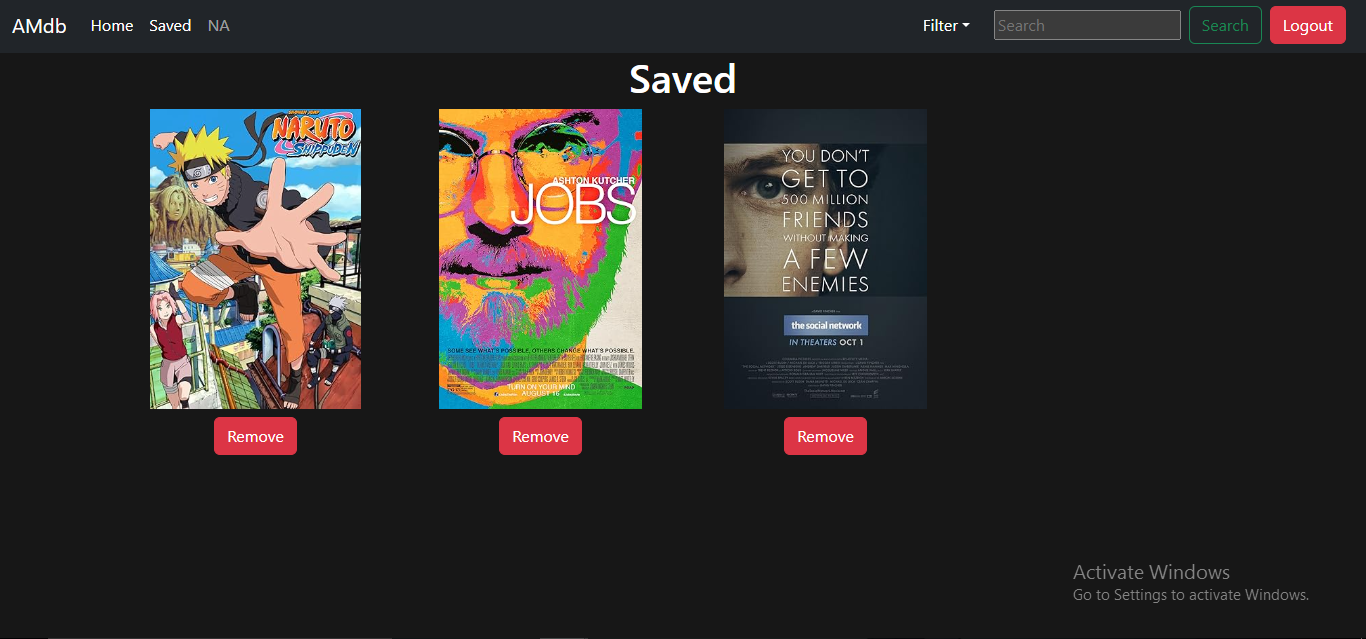 AMdb Home Saved NA Filter Search Search Logout
Saved
NARUTO
SHIPPUDEN
ASHTON KUTCHER
JOBS
SOME SEE WHAT'S POSSIBLE, OTHERS CHANGE WHAT'S POSSIBLE.
TURN ON YOUR MIND
AUGUST 16
YOU DON'T
GET TO
500 MILLION
FRIENDS
WITHOUT MAKING
A FEW
ENEMIES
the social network
IN THEATERS OCT 1
Remove Remove Remove
Activate Windows
Go to Settings to activate Windows.